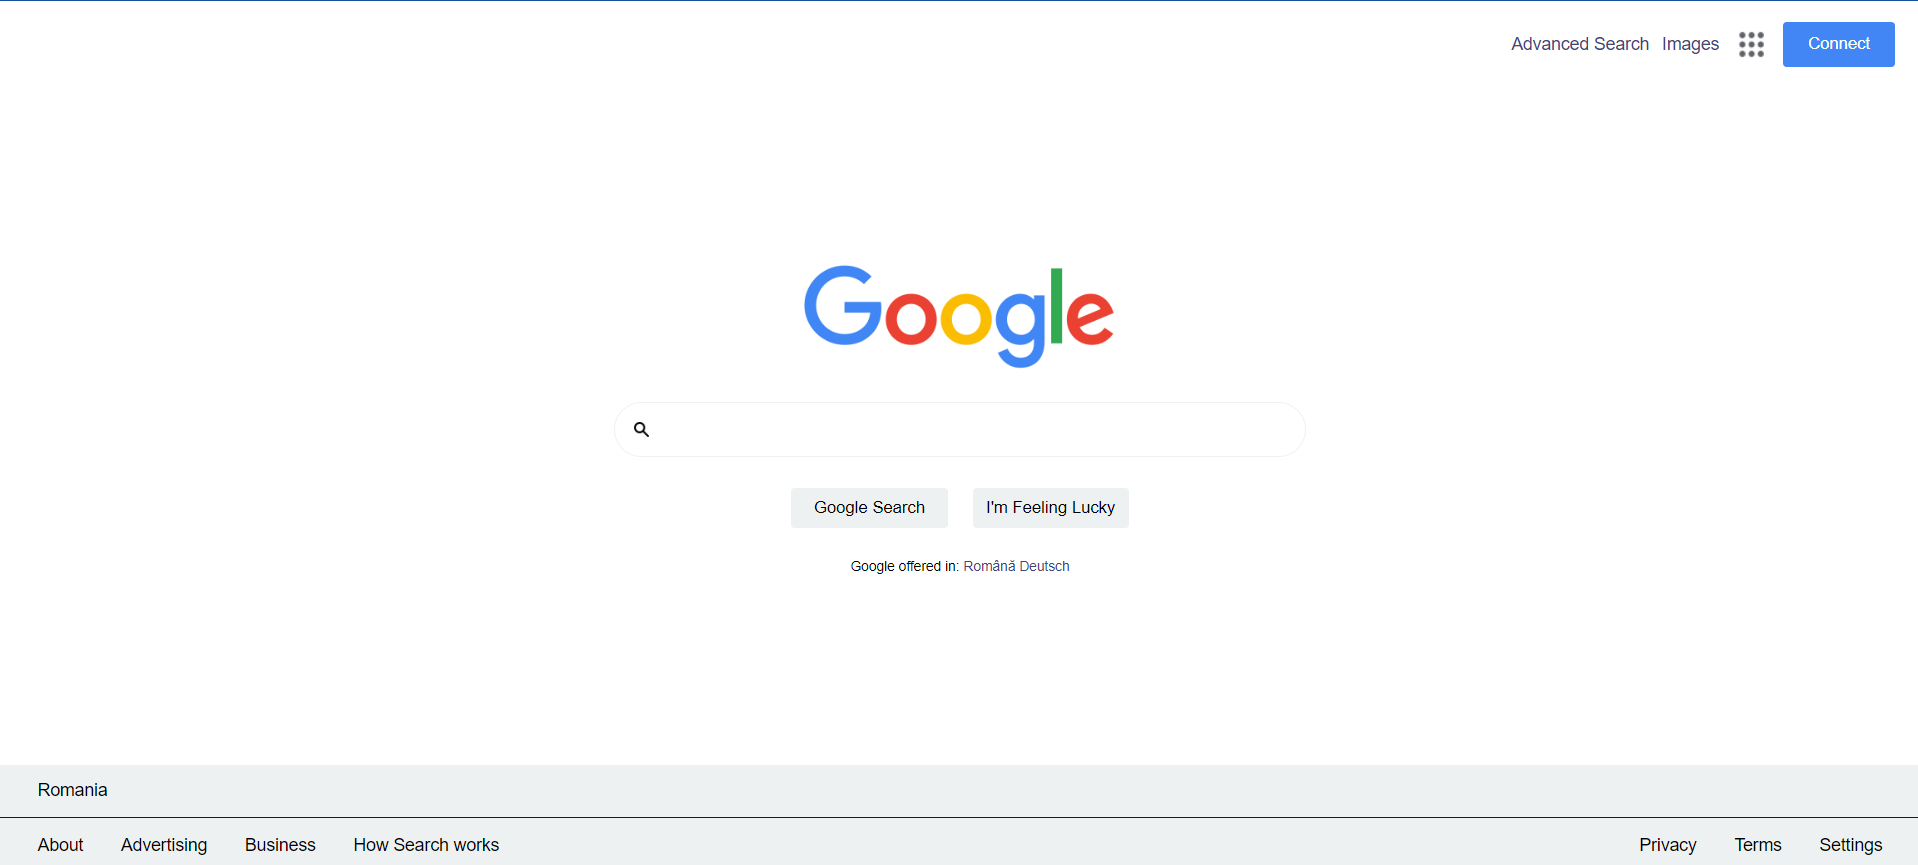 Advanced Search Images Connect
Google
Google Search I'm Feeling Lucky
Google offered in: Română Deutsch
Romania
About Advertising Business How Search works Privacy Terms Settings